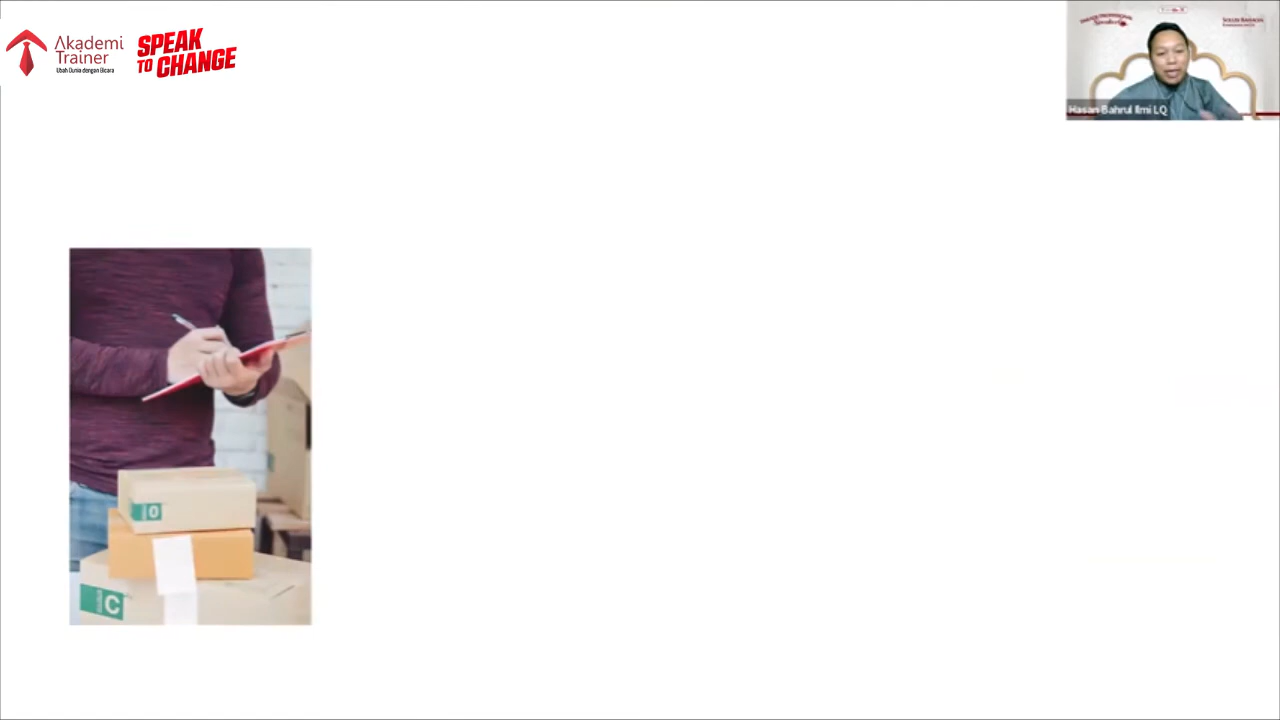 Akademi
Trainer
Ubah Dunia dengan Bicara
SPEAK
TO CHANGE
Hasan Bahrul Ilmi LQ
O
C